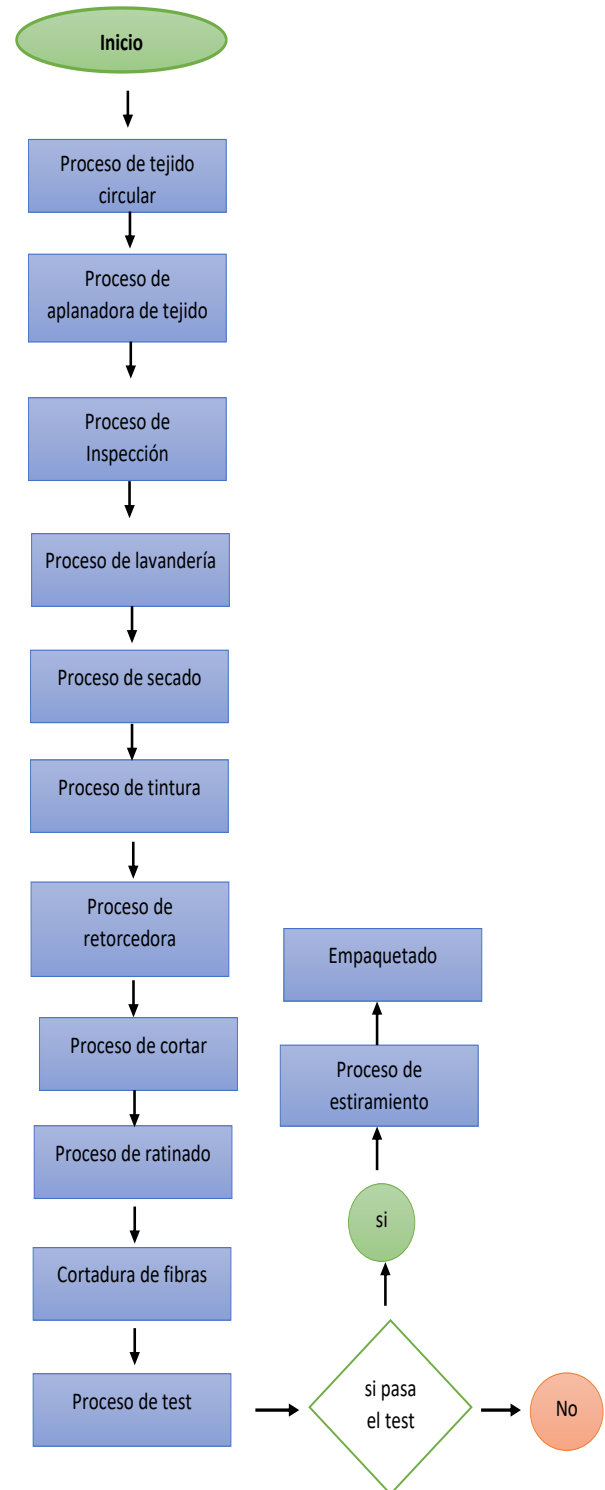 Inicio
Proceso de tejido
circular
Proceso de
aplanadora de tejido
Proceso de
Inspección
Proceso de lavandería
Proceso de secado
Proceso de tintura
Proceso de
retorcedora
Proceso de cortar
Proceso de ratinado
Cortadura de fibras
Proceso de test
si pasa
el test
No
si
Proceso de
estiramiento
Empaquetado